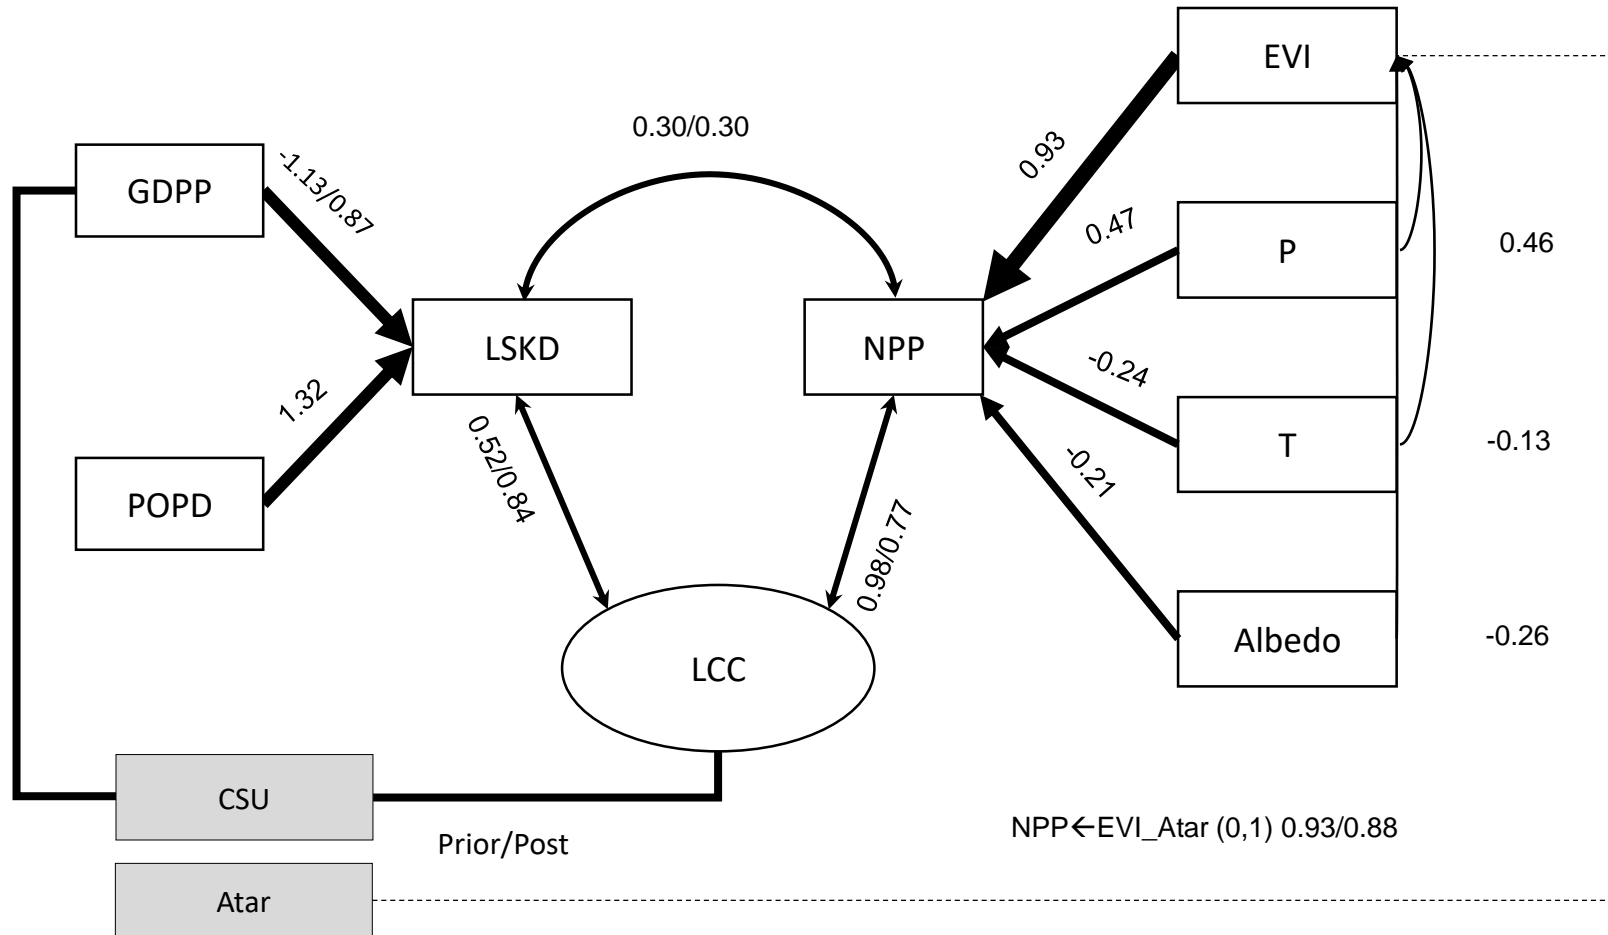 EVI
0.30/0.30
0.93
-1.13/0.87
GDPP
0.47
P
0.46
LSKD
NPP
-0.24
1.32
T
-0.13
0.52/0.84
-0.21
POPD
0.98/0.77
Albedo
-0.26
LCC
CSU
Prior/Post
NPP←EVI_Atar (0,1) 0.93/0.88
Atar